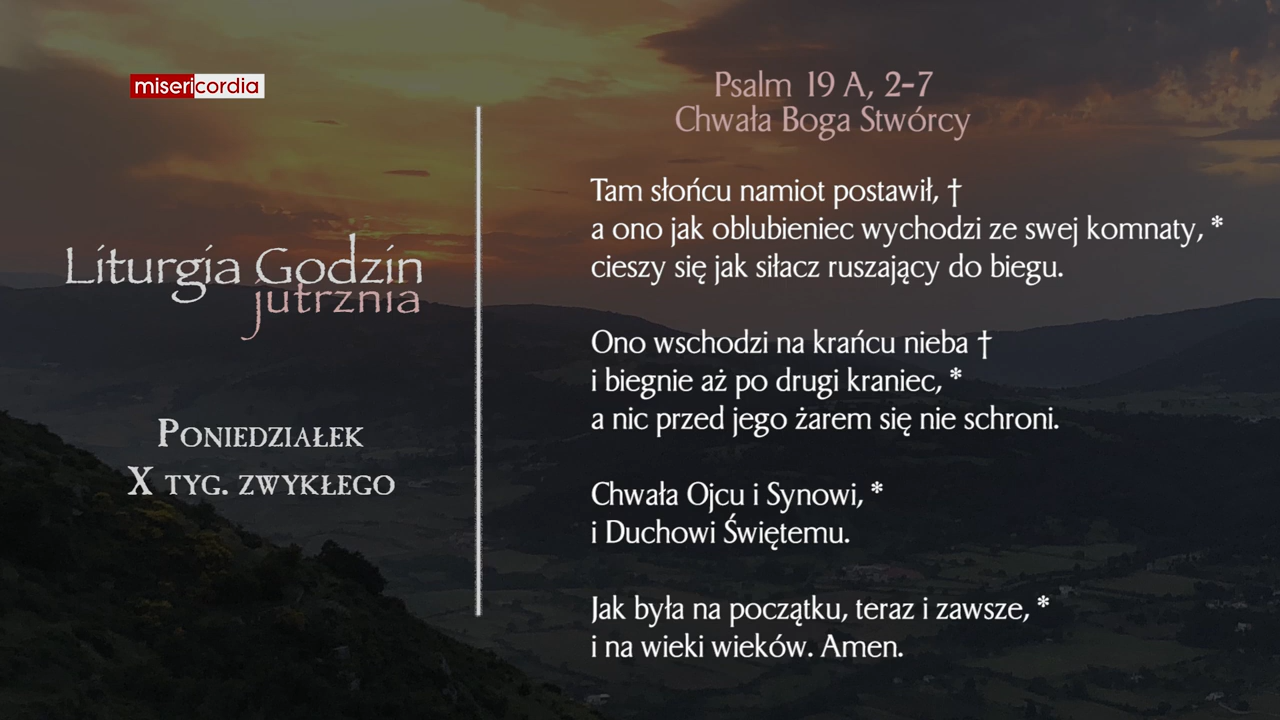 misericordia
Liturgia Godzin
jutrznia
Poniedziałek
X tyg. zwykłego
Psalm 19 A, 2-7
Chwała Boga Stwórcy
Tam słońcu namiot postawił, †
a ono jak oblubieniec wychodzi ze swej komnaty, *
cieszy się jak siłacz ruszający do biegu.
Ono wschodzi na krańcu nieba †
i biegnie aż po drugi kraniec, *
a nic przed jego żarem się nie schroni.
Chwała Ojcu i Synowi, *
i Duchowi Świętemu.
Jak była na początku, teraz i zawsze, *
i na wieki wieków. Amen.